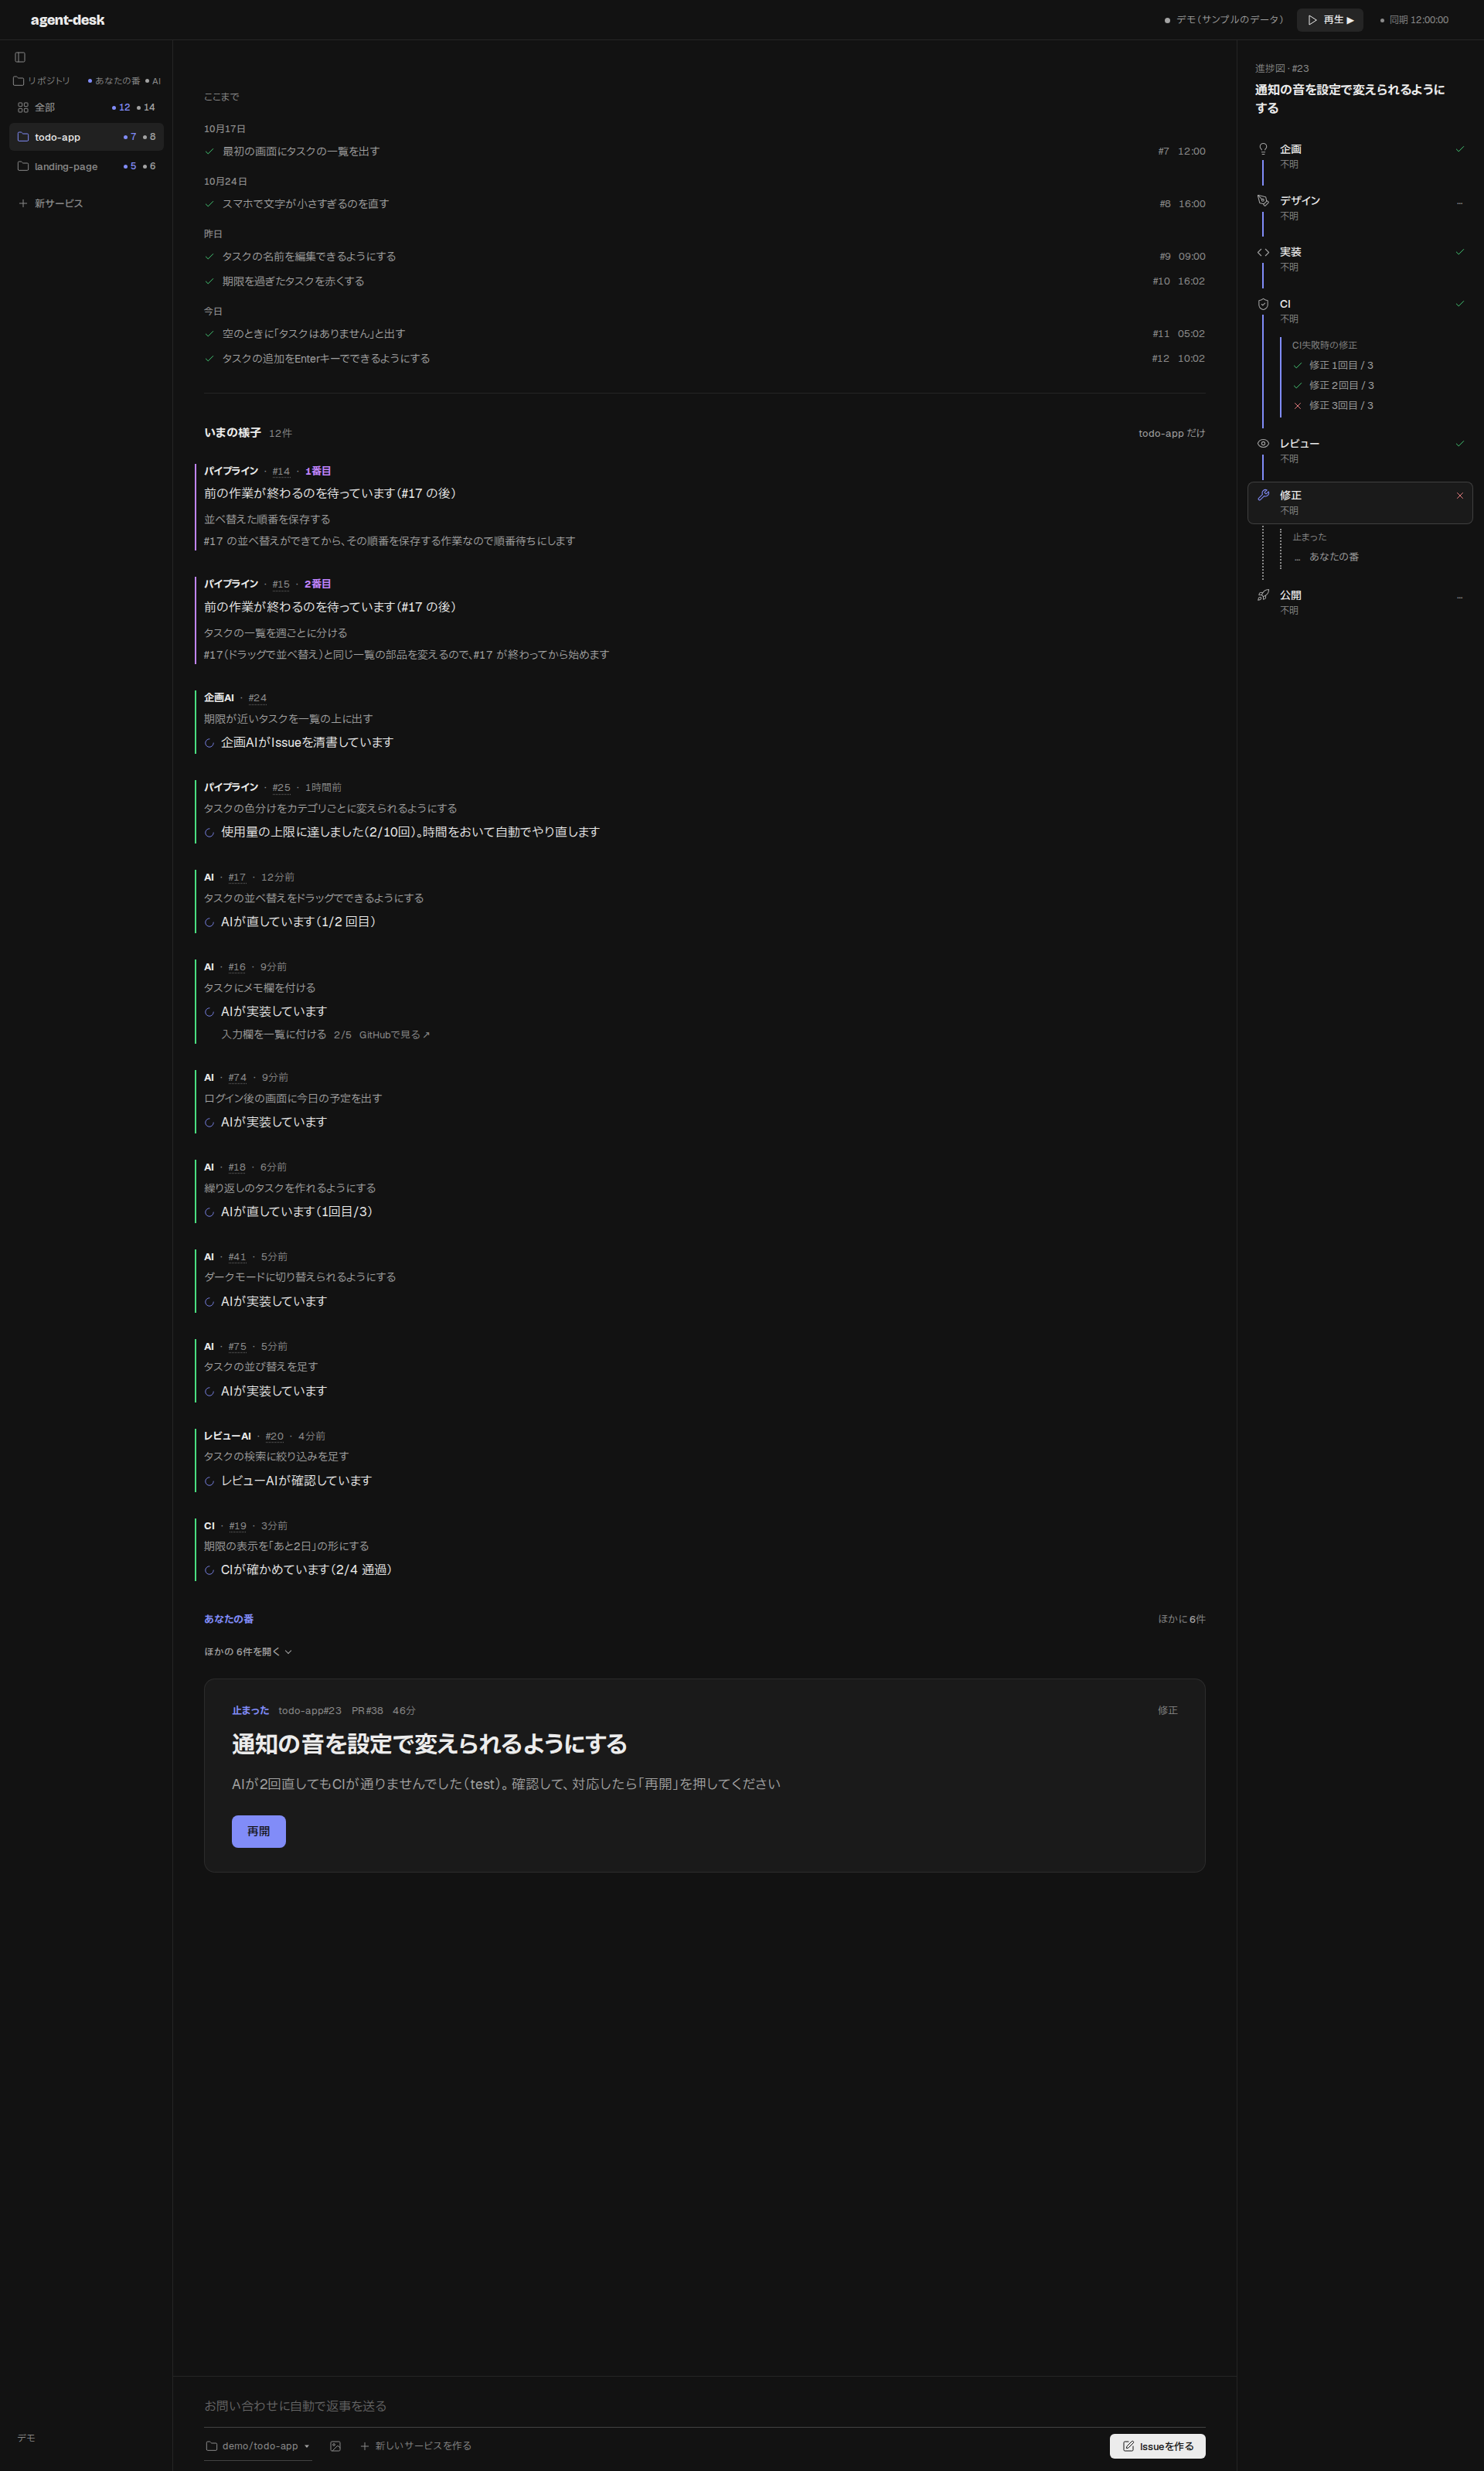 agent-desk
デモ（サンプルのデータ）
再生 ▶
同期 12:00:00
リポジトリ
あなたの番 AI
全部 12 14
todo-app 7 8
landing-page 5 6
新サービス
デモ
ここまで
10月17日
最初の画面にタスクの一覧を出す #7 12:00
10月24日
スマホで文字が小さすぎるのを直す #8 16:00
昨日
タスクの名前を編集できるようにする #9 09:00
期限を過ぎたタスクを赤くする #10 16:02
今日
空のときに「タスクはありません」と出す #11 05:02
タスクの追加をEnterキーでできるようにする #12 10:02
いまの様子 12件 todo-app だけ
パイプライン · #14 · 1番目
前の作業が終わるのを待っています（#17 の後）
並べ替えた順番を保存する
#17 の並べ替えができてから、その順番を保存する作業なので順番待ちにします
パイプライン · #15 · 2番目
前の作業が終わるのを待っています（#17 の後）
タスクの一覧を週ごとに分ける
#17（ドラッグで並べ替え）と同じ一覧の部品を変えるので、#17 が終わってから始めます
企画AI · #24
期限が近いタスクを一覧の上に出す
企画AIがIssueを清書しています
パイプライン · #25 · 1時間前
タスクの色分けをカテゴリごとに変えられるようにする
使用量の上限に達しました（2/10回）。時間をおいて自動でやり直します
AI · #17 · 12分前
タスクの並べ替えをドラッグでできるようにする
AIが直しています（1/2 回目）
AI · #16 · 9分前
タスクにメモ欄を付ける
AIが実装しています
入力欄を一覧に付ける 2/5 GitHubで見る ↗
AI · #74 · 9分前
ログイン後の画面に今日の予定を出す
AIが実装しています
AI · #18 · 6分前
繰り返しのタスクを作れるようにする
AIが直しています（1回目/3）
AI · #41 · 5分前
ダークモードに切り替えられるようにする
AIが実装しています
AI · #75 · 5分前
タスクの並び替えを足す
AIが実装しています
レビューAI · #20 · 4分前
タスクの検索に絞り込みを足す
レビューAIが確認しています
CI · #19 · 3分前
期限の表示を「あと2日」の形にする
CIが確かめています（2/4 通過）
あなたの番 ほかに6件
ほかの 6件を開く
止まった todo-app#23 PR#38 46分 修正
通知の音を設定で変えられるようにする
AIが2回直してもCIが通りませんでした（test）。確認して、対応したら「再開」を押してください
再開
お問い合わせに自動で返事を送る
demo/todo-app ▾ 新しいサービスを作る Issueを作る
進捗図 · #23
通知の音を設定で変えられるように
する
企画
不明
デザイン –
不明
実装
不明
CI
不明
CI失敗時の修正
修正 1回目 / 3
修正 2回目 / 3
修正 3回目 / 3
レビュー
不明
修正
不明
止まった
– あなたの番
公開 –
不明